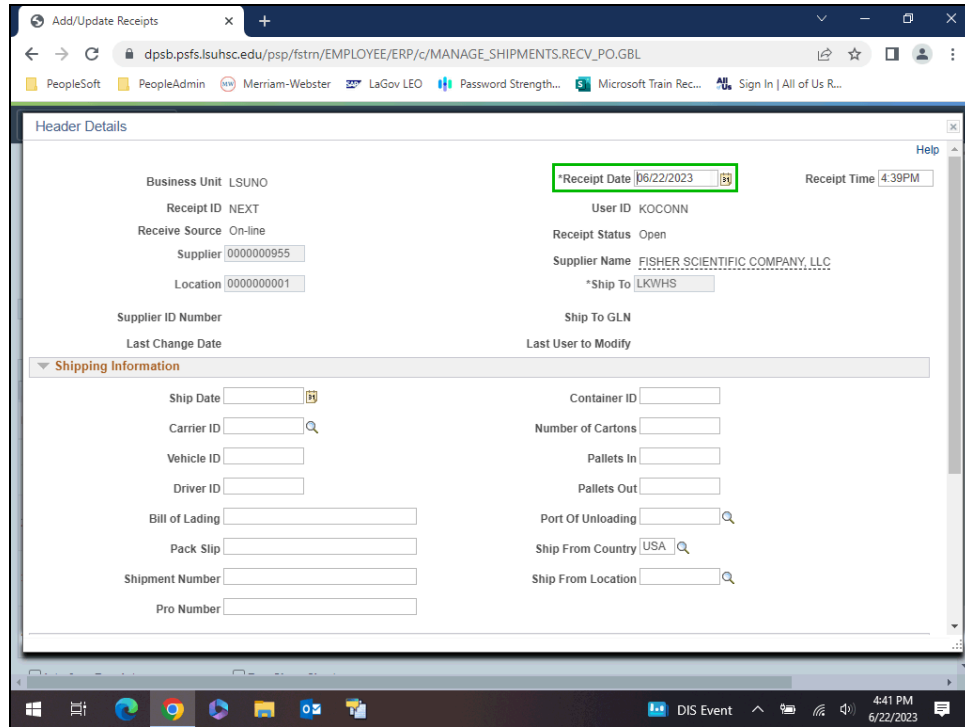 Add/Update Receipts
dpsb.psfs.lsuhsc.edu/psp/fstrn/EMPLOYEE/ERP/c/MANAGE_SHIPMENTS.RECV_PO.GBL
PeopleSoft PeopleAdmin MW Merriam-Webster LaGov LEO Password Strength... Microsoft Train Rec... All of Us Sign In | All of Us R...
Header Details
Help
Business Unit LSUNO *Receipt Date 06/22/2023 31 Receipt Time 4:39PM
Receipt ID NEXT User ID KOCONN
Receive Source On-line Receipt Status Open
Supplier 0000000955 Supplier Name FISHER SCIENTIFIC COMPANY, LLC
Location 0000000001 *Ship To LKWHS
Supplier ID Number Ship To GLN
Last Change Date Last User to Modify
Shipping Information
Ship Date 31 Container ID
Carrier ID Number of Cartons
Vehicle ID Pallets In
Driver ID Pallets Out
Bill of Lading Port Of Unloading
Pack Slip Ship From Country USA
Shipment Number Ship From Location
Pro Number
DIS Event 4:41 PM
6/22/2023